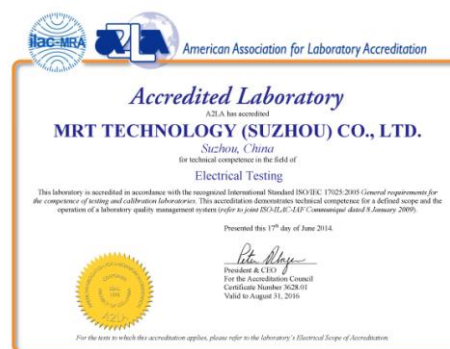 ilac-MRA
A2LA
American Association for Laboratory Accreditation
Accredited Laboratory
A2LA has accredited
MRT TECHNOLOGY (SUZHOU) CO., LTD.
Suzhou, China
for technical competence in the field of
Electrical Testing
This laboratory is accredited in accordance with the recognized International Standard ISO/IEC 17025:2005 General requirements for
the competence of testing and calibration laboratories. This accreditation demonstrates technical competence for a defined scope and the
operation of a laboratory quality management system (refer to joint ISO-ILAC-IAF Communiqué dated 8 January 2009).
Presented this 17th day of June 2014.
President & CEO
For the Accreditation Council
Certificate Number 3628.01
Valid to August 31, 2016
A2LA
For the tests to which this accreditation applies, please refer to the laboratory's Electrical Scope of Accreditation.